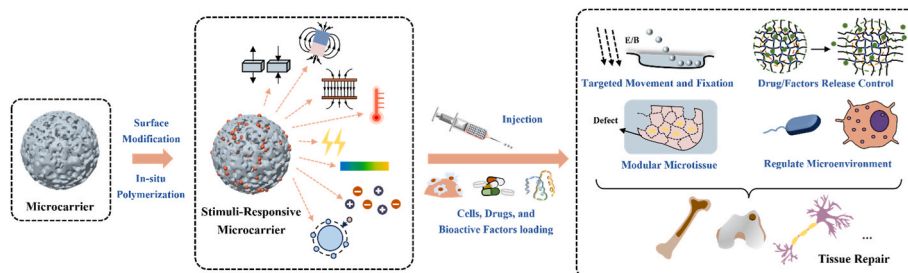 Microcarrier
Surface
Modification
In-situ
Polymerization
Stimuli-Responsive
Microcarrier
Injection
Cells, Drugs, and
Bioactive Factors loading
E/B
Targeted Movement and Fixation
Drug/Factors Release Control
Defect
Modular Microtissue
Regulate Microenvironment
...
Tissue Repair